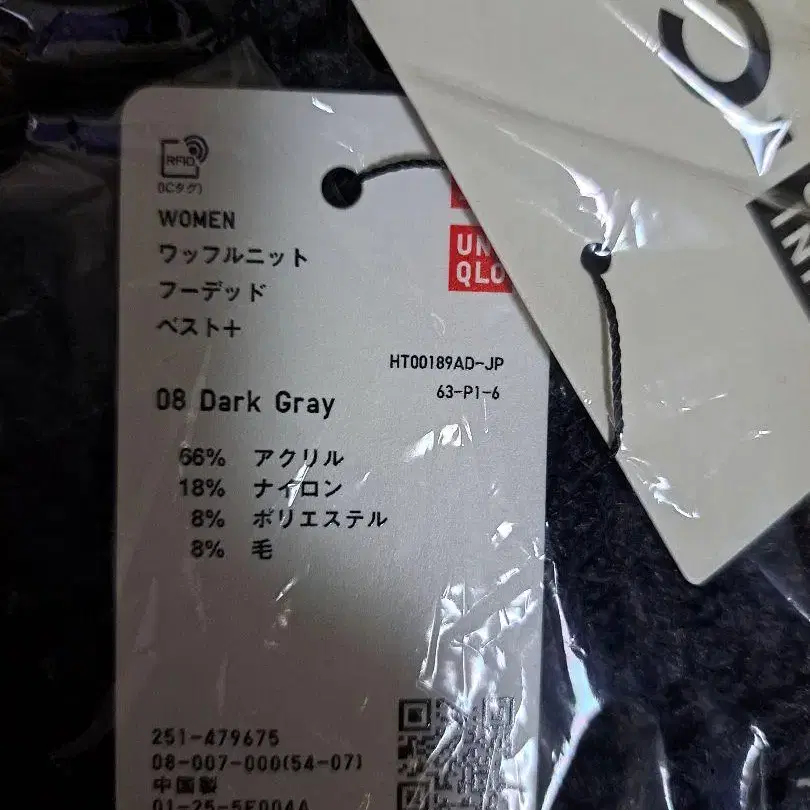 RFID
(ICタグ)
WOMEN
ワッフルニット
フーデッド
ベスト+
UNI
QLO
HT00189AD-JP
63-P1-6
08 Dark Gray
66% アクリル
18% ナイロン
8% ポリエステル
8% 毛
251-479675
08-007-000(54-07)
中国製